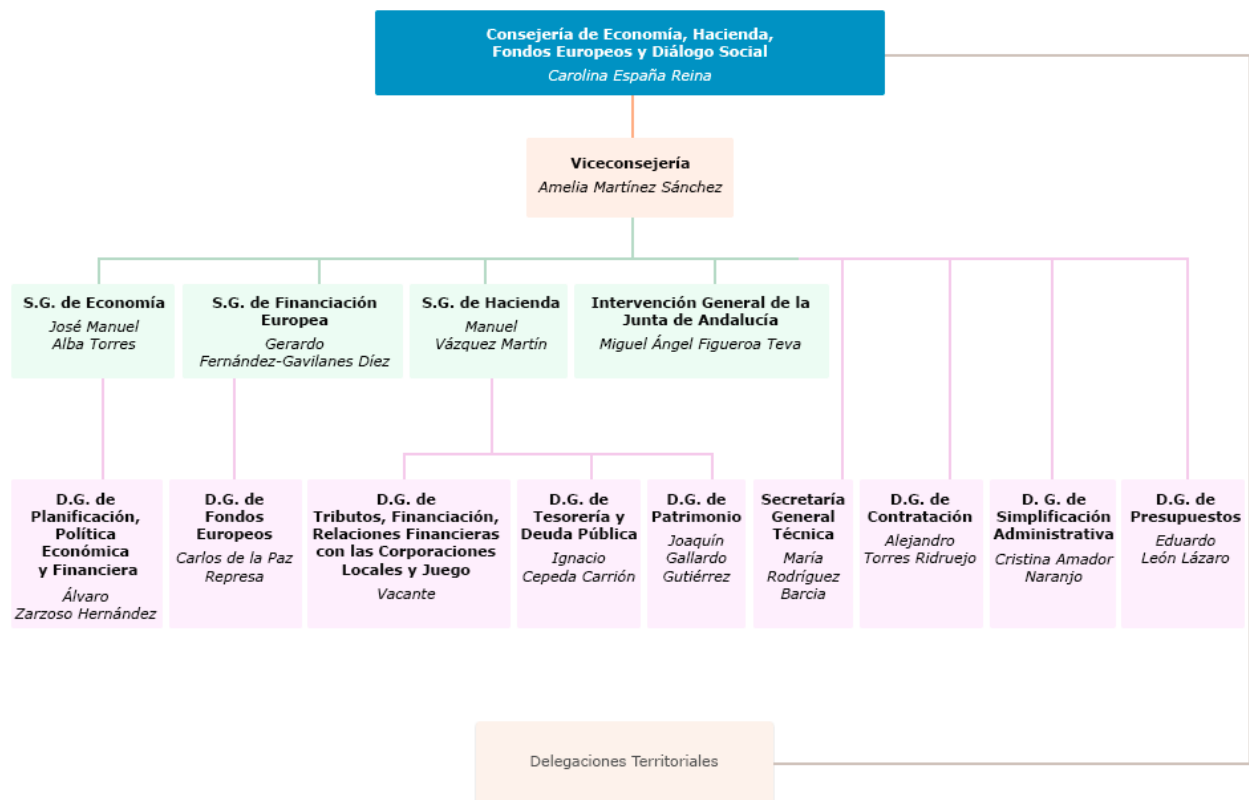 Consejería de Economía, Hacienda,
Fondos Europeos y Diálogo Social
Carolina España Reina
Viceconsejería
Amelia Martínez Sánchez
S.G. de Economía
José Manuel
Alba Torres
S.G. de Financiación
Europea
Gerardo
Fernández-Gavilanes Díez
S.G. de Hacienda
Manuel
Vázquez Martín
Intervención General de la
Junta de Andalucía
Miguel Ángel Figueroa Teva
D.G. de
Planificación,
Política
Económica
y Financiera
Álvaro
Zarzoso Hernández
D.G. de
Fondos
Europeos
Carlos de la Paz
Represa
D.G. de
Tributos, Financiación,
Relaciones Financieras
con las Corporaciones
Locales y Juego
Vacante
D.G. de
Tesorería y
Deuda Pública
Ignacio
Cepeda Carrión
D.G. de
Patrimonio
Joaquín
Gallardo
Gutiérrez
Secretaría
General
Técnica
María
Rodríguez
Barcia
D.G. de
Contratación
Alejandro
Torres Ridruejo
D. G. de
Simplificación
Administrativa
Cristina Amador
Naranjo
D.G. de
Presupuestos
Eduardo
León Lázaro
Delegaciones Territoriales